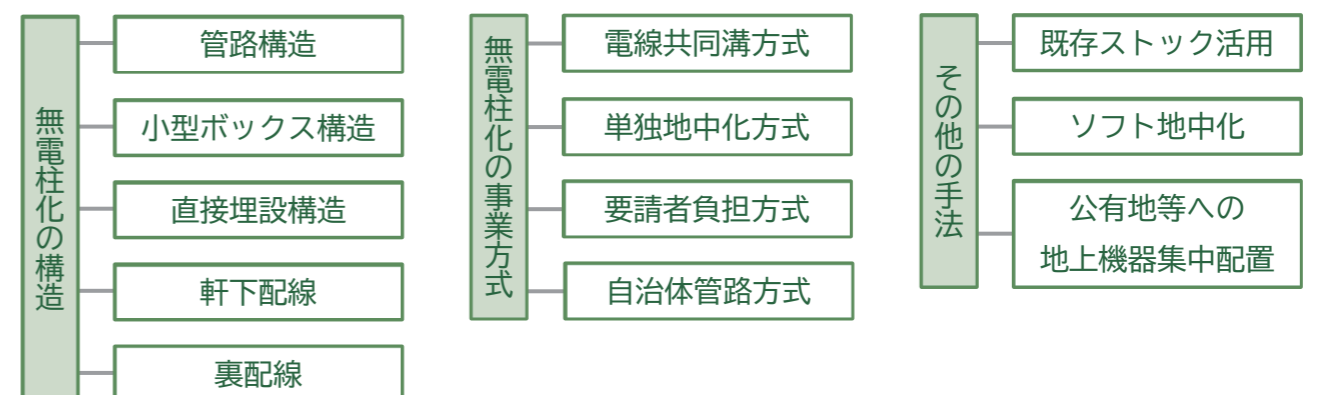 無電柱化の構造
管路構造
小型ボックス構造
直接埋設構造
軒下配線
裏配線
無電柱化の事業方式
電線共同溝方式
単独地中化方式
要請者負担方式
自治体管路方式
その他の手法
既存ストック活用
ソフト地中化
公有地等への
地上機器集中配置